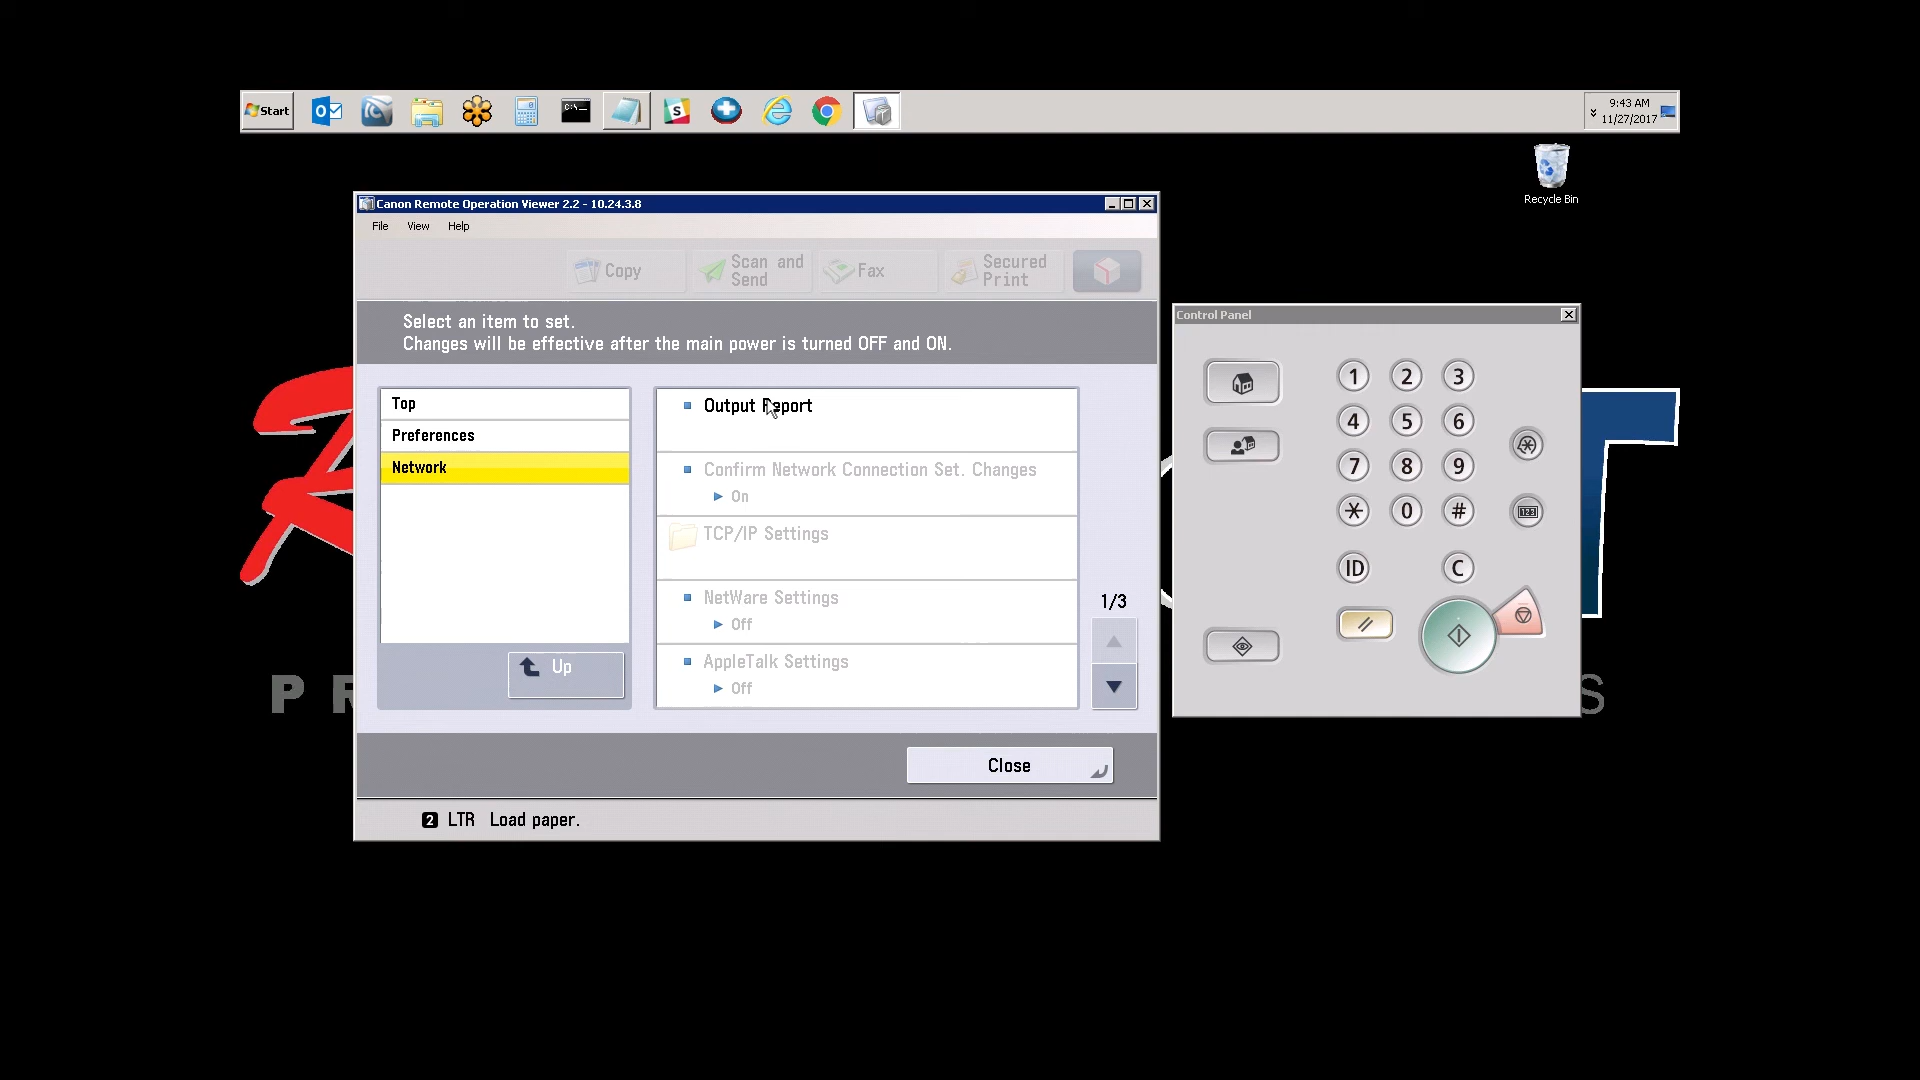 Start
9:43 AM
11/27/2017
Recycle Bin
Canon Remote Operation Viewer 2.2 - 10.24.3.8
File View Help
Copy
Scan and
Send
Fax
Secured
Print
Select an item to set.
Changes will be effective after the main power is turned OFF and ON.
Top
Preferences
Network
Up
Output Report
Confirm Network Connection Set. Changes
On
TCP/IP Settings
NetWare Settings
Off
AppleTalk Settings
Off
1/3
Close
2 LTR Load paper.
Control Panel
1 2 3
4 5 6
7 8 9
* 0 #
ID C